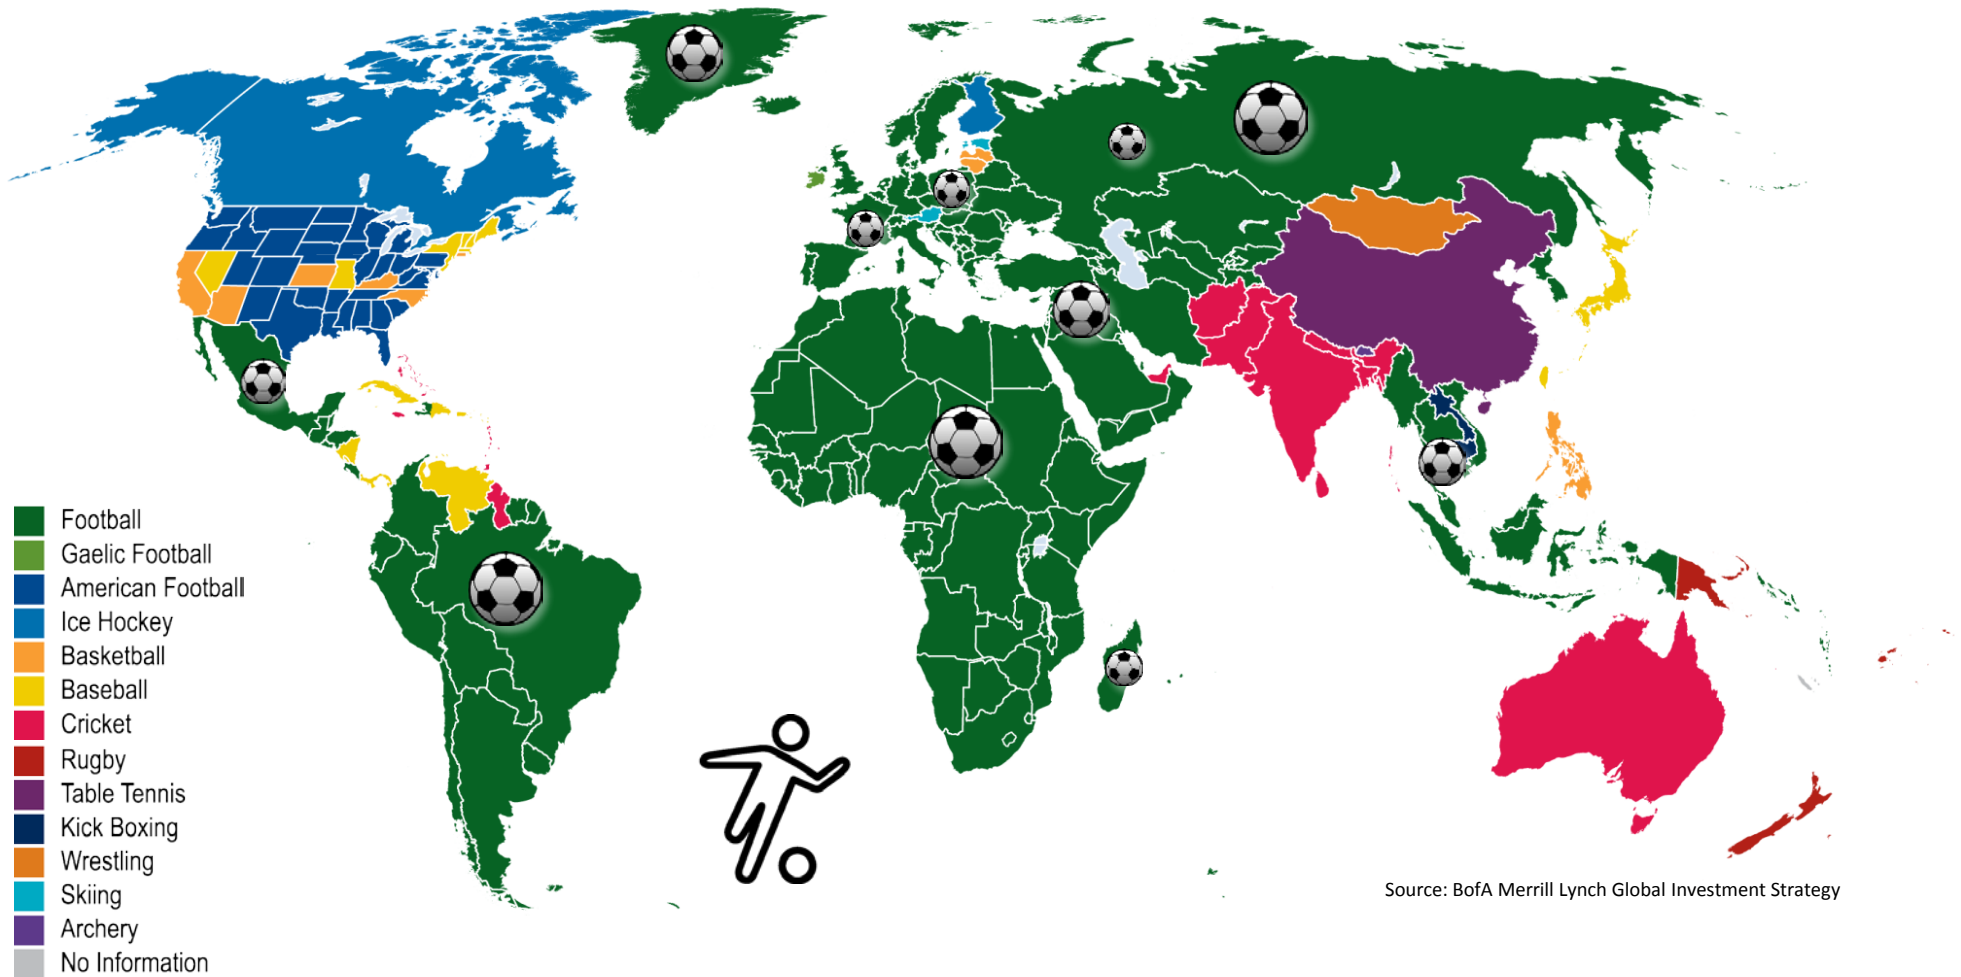 Football
Gaelic Football
American Football
Ice Hockey
Basketball
Baseball
Cricket
Rugby
Table Tennis
Kick Boxing
Wrestling
Skiing
Archery
No Information
Source: BofA Merrill Lynch Global Investment Strategy